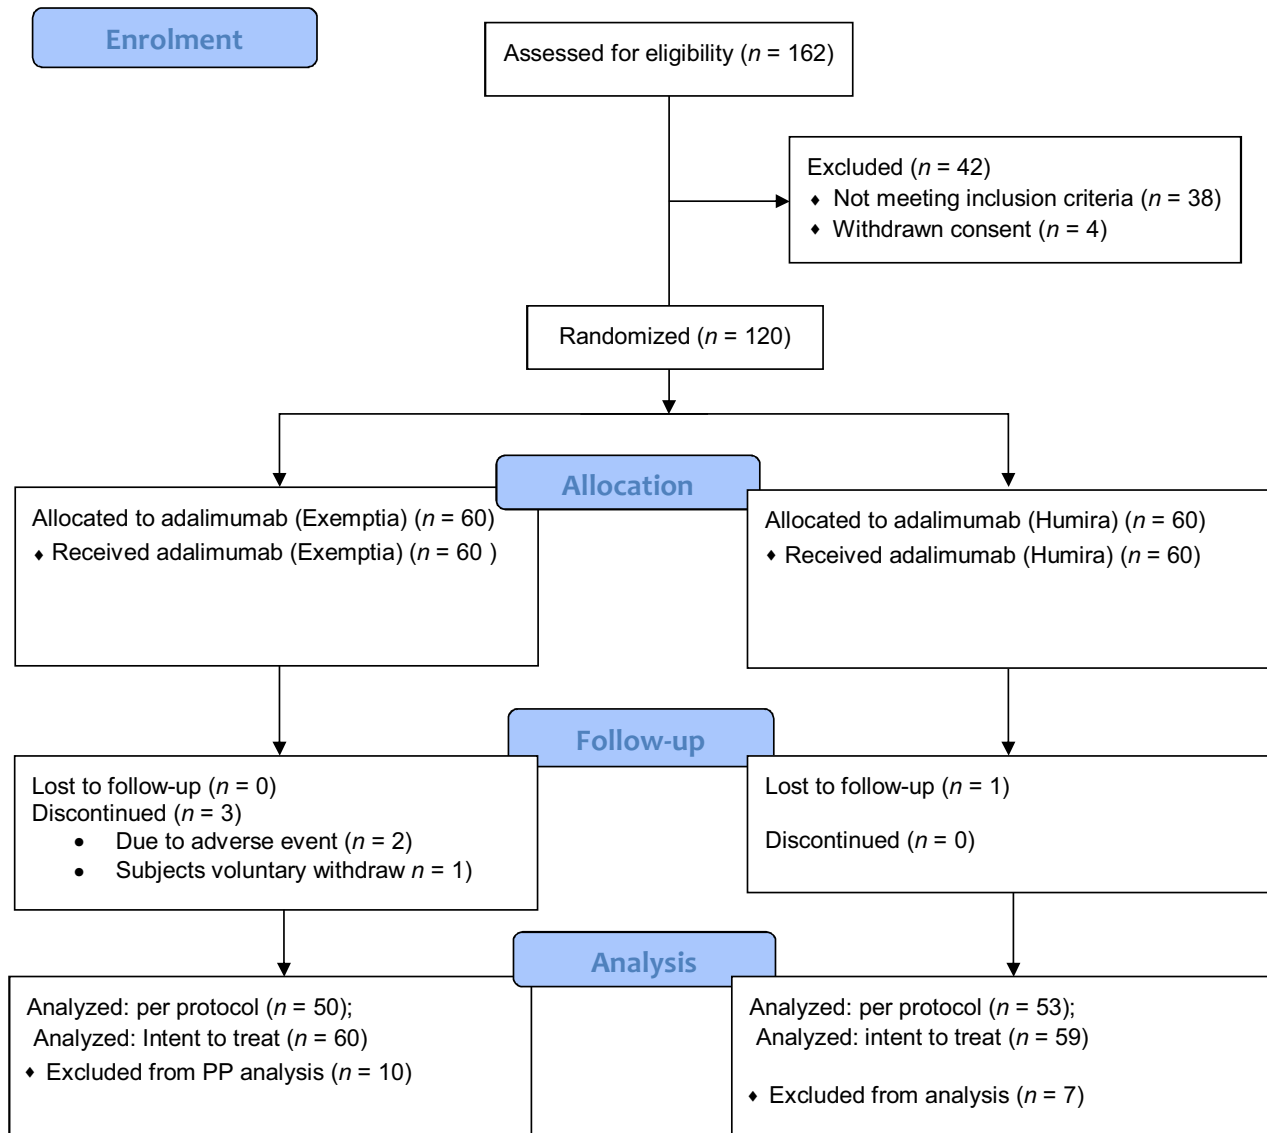 Enrolment
Assessed for eligibility (n = 162)
Excluded (n = 42)
♦ Not meeting inclusion criteria (n = 38)
♦ Withdrawn consent (n = 4)
Randomized (n = 120)
Allocation
Allocated to adalimumab (Exemptia) (n = 60)
♦ Received adalimumab (Exemptia) (n = 60 )
Allocated to adalimumab (Humira) (n = 60)
♦ Received adalimumab (Humira) (n = 60)
Follow-up
Lost to follow-up (n = 0)
Discontinued (n = 3)
• Due to adverse event (n = 2)
• Subjects voluntary withdraw n = 1)
Lost to follow-up (n = 1)
Discontinued (n = 0)
Analysis
Analyzed: per protocol (n = 50);
Analyzed: Intent to treat (n = 60)
♦ Excluded from PP analysis (n = 10)
Analyzed: per protocol (n = 53);
Analyzed: intent to treat (n = 59)
♦ Excluded from analysis (n = 7)